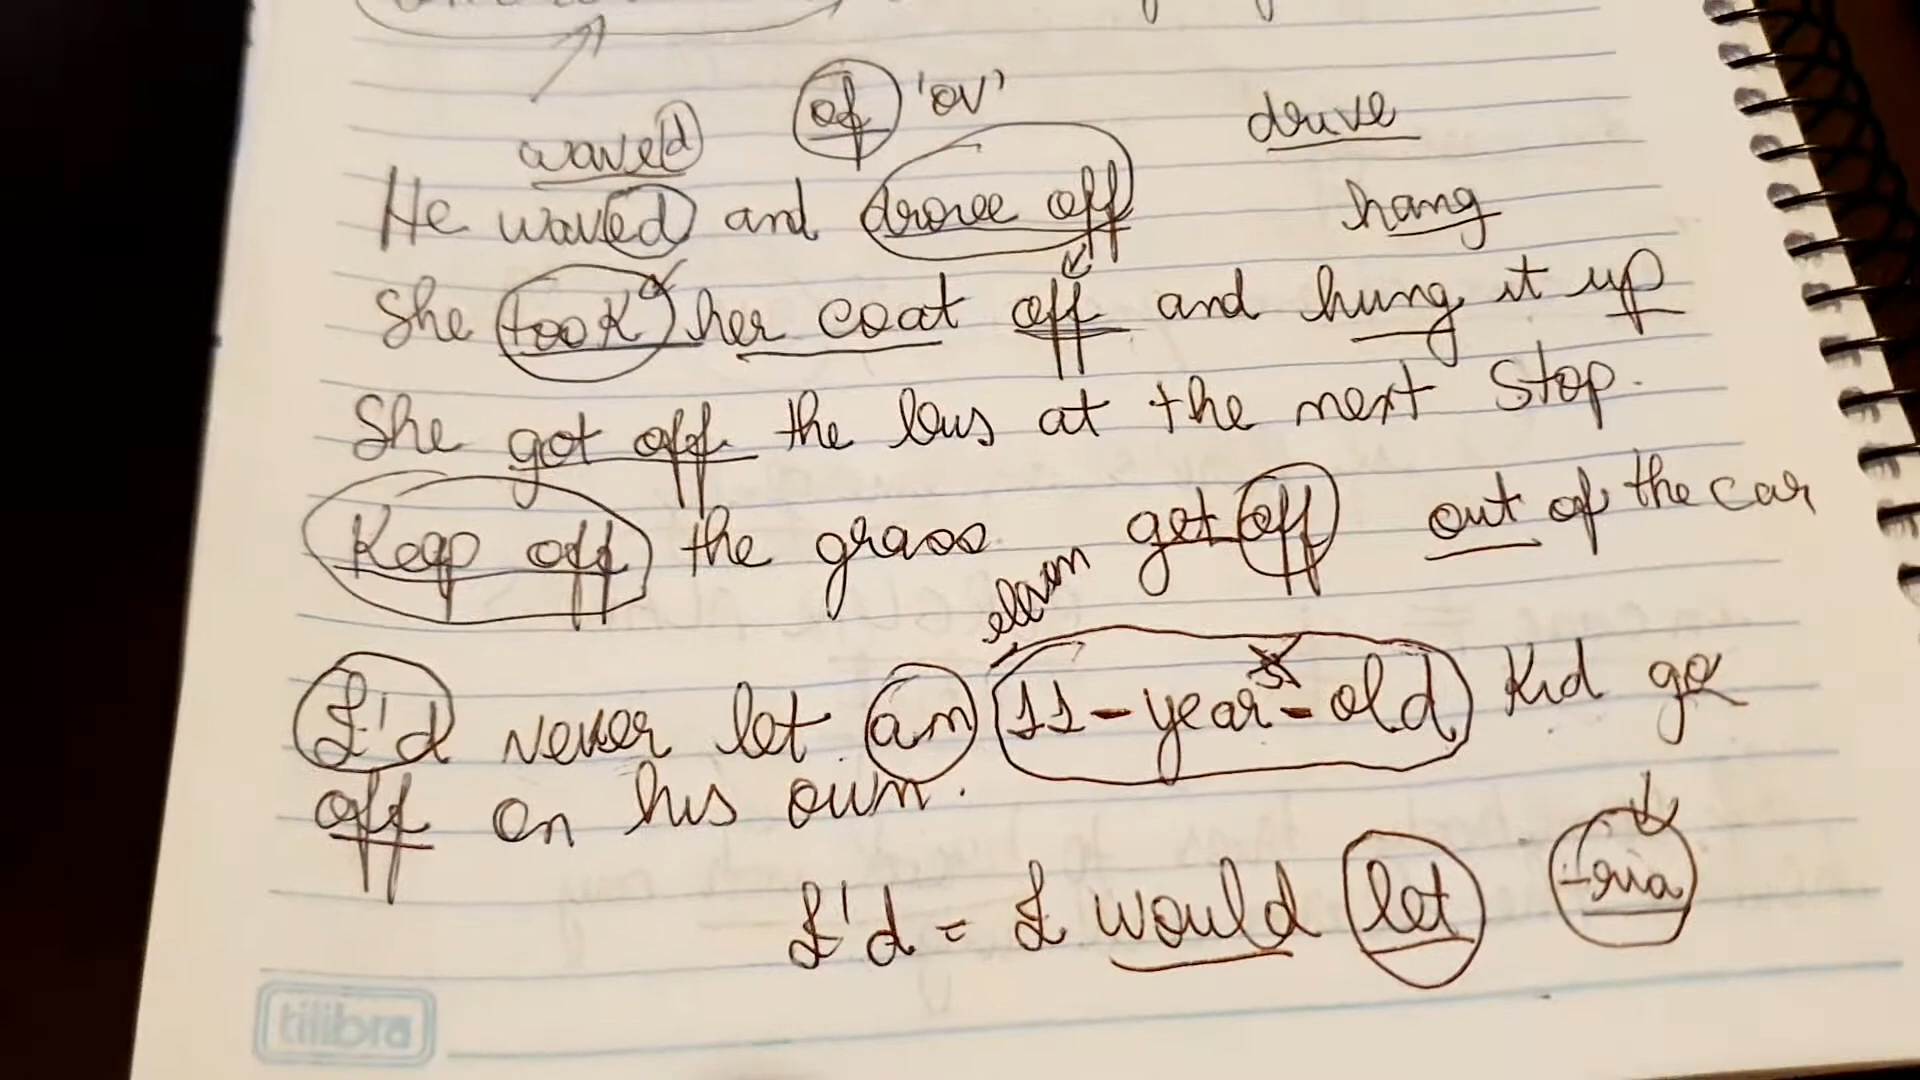 of 'ov' drive
waved hang
He waved and drove off
She took her coat off and hung it up
She got off the bus at the next stop.
Keep off the grass get off out of the car
I'd never let an 11-year-old kid go
off on his own.
I'd = I would let -ria
tilibra